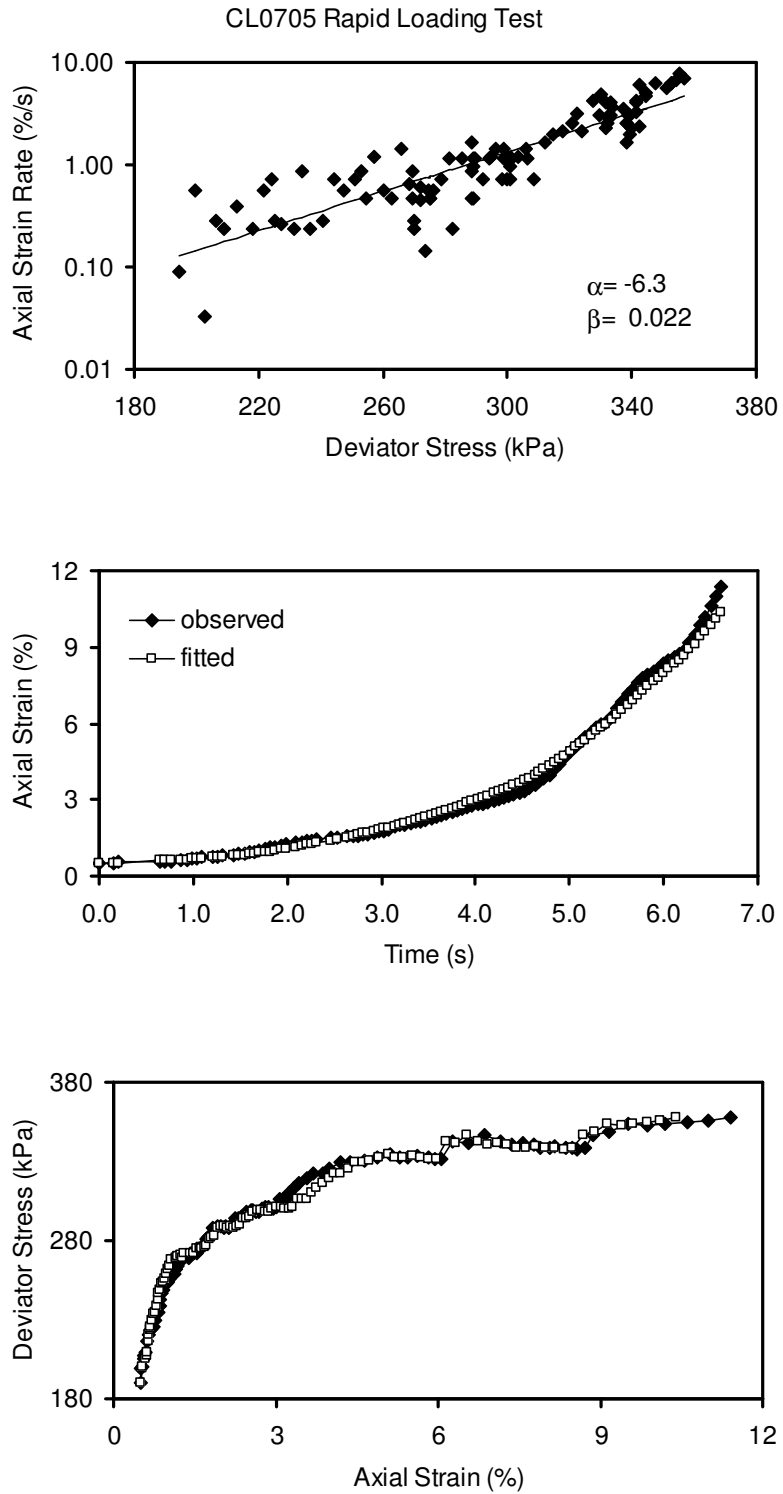 CL0705 Rapid Loading Test
Axial Strain Rate (%/s)
10.00
1.00
0.10
0.01
α= -6.3
β= 0.022
180 220 260 300 340 380
Deviator Stress (kPa)
Axial Strain (%)
12
9
6
3
0
observed
fitted
0.0 1.0 2.0 3.0 4.0 5.0 6.0 7.0
Time (s)
Deviator Stress (kPa)
380
280
180
0 3 6 9 12
Axial Strain (%)